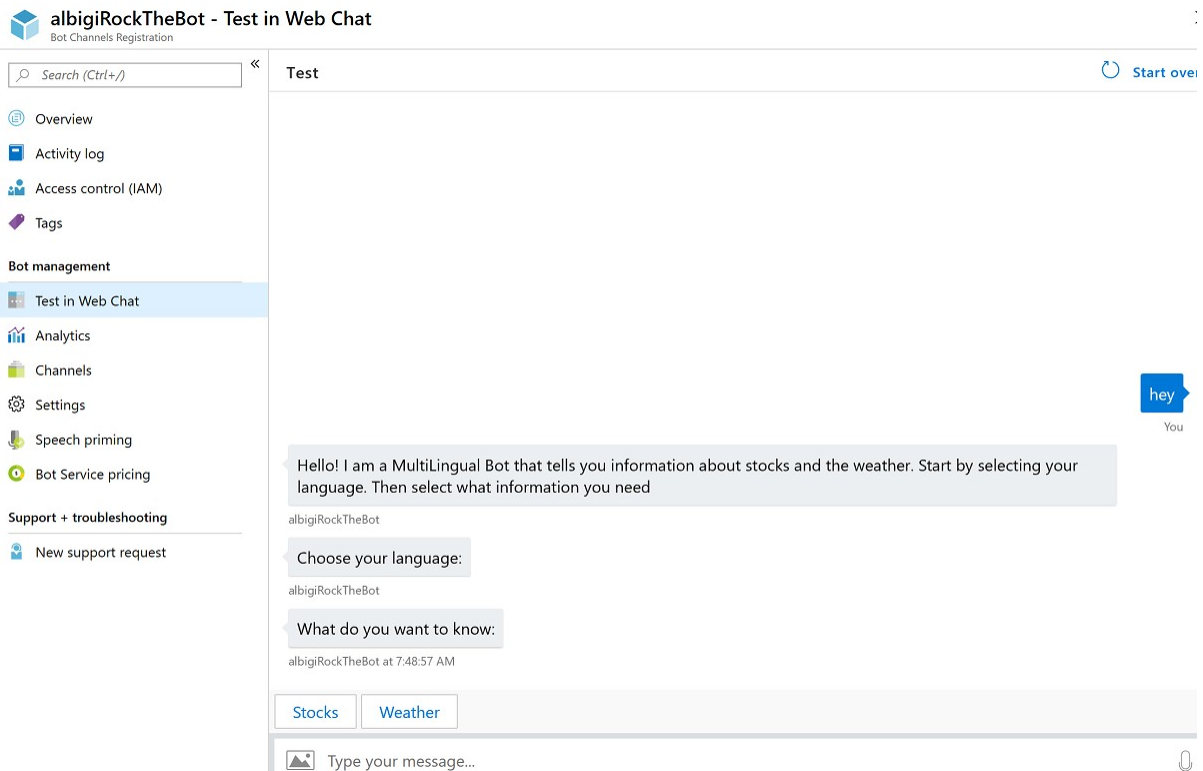 albigiRockTheBot - Test in Web Chat
Bot Channels Registration
Search (Ctrl+/)
«
Overview
Activity log
Access control (IAM)
Tags
Bot management
Test in Web Chat
Analytics
Channels
Settings
Speech priming
Bot Service pricing
Support + troubleshooting
New support request
Test
Start over
hey
You
Hello! I am a MultiLingual Bot that tells you information about stocks and the weather. Start by selecting your
language. Then select what information you need
albigiRockTheBot
Choose your language:
albigiRockTheBot
What do you want to know:
albigiRockTheBot at 7:48:57 AM
Stocks
Weather
Type your message...